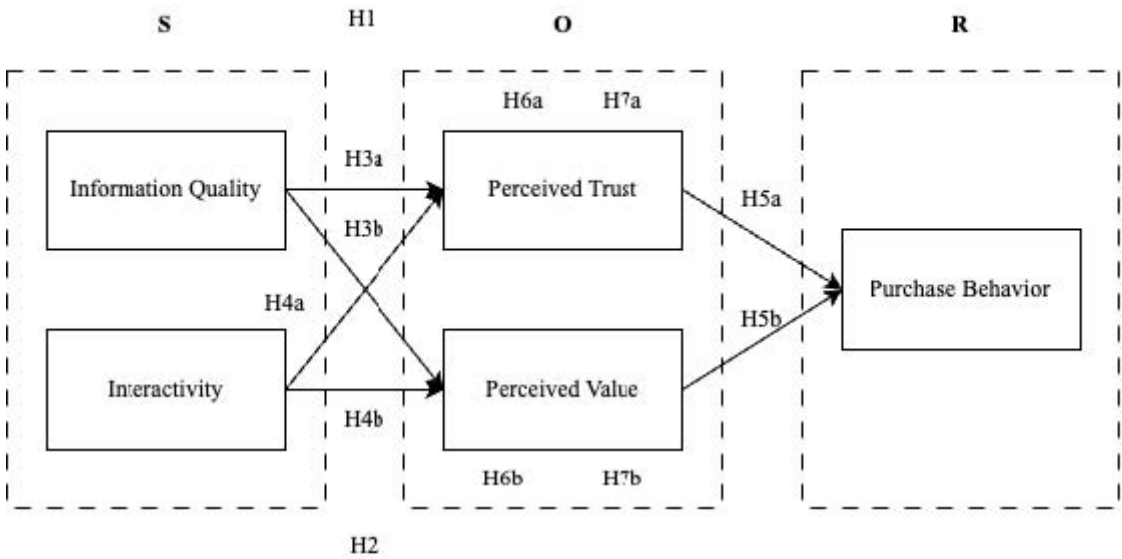 H1
S
O
R
H6a
H7a
H3a
Information Quality
Perceived Trust
H5a
H3b
Purchase Behavior
H4a
H5b
Interactivity
Perceived Value
H4b
H6b
H7b
H2